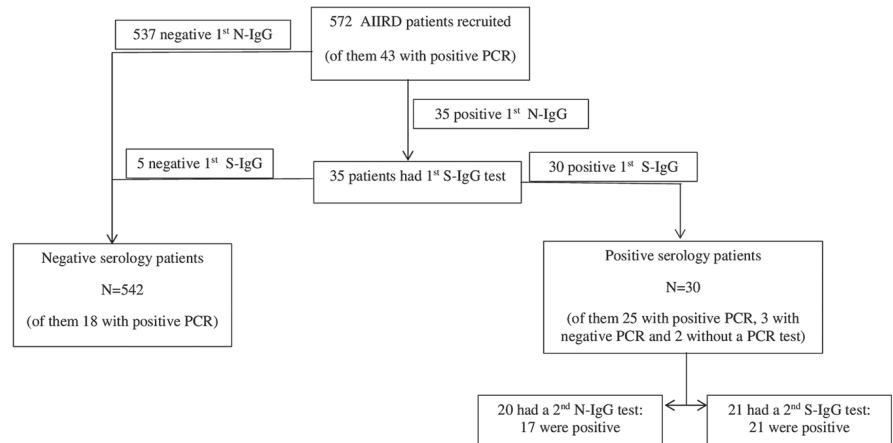 537 negative 1st N-IgG
572 AIIRD patients recruited
(of them 43 with positive PCR)
35 positive 1st N-IgG
5 negative 1st S-IgG
35 patients had 1st S-IgG test
30 positive 1st S-IgG
Negative serology patients
N=542
(of them 18 with positive PCR)
Positive serology patients
N=30
(of them 25 with positive PCR, 3 with
negative PCR and 2 without a PCR test)
20 had a 2nd N-IgG test:
17 were positive
21 had a 2nd S-IgG test:
21 were positive